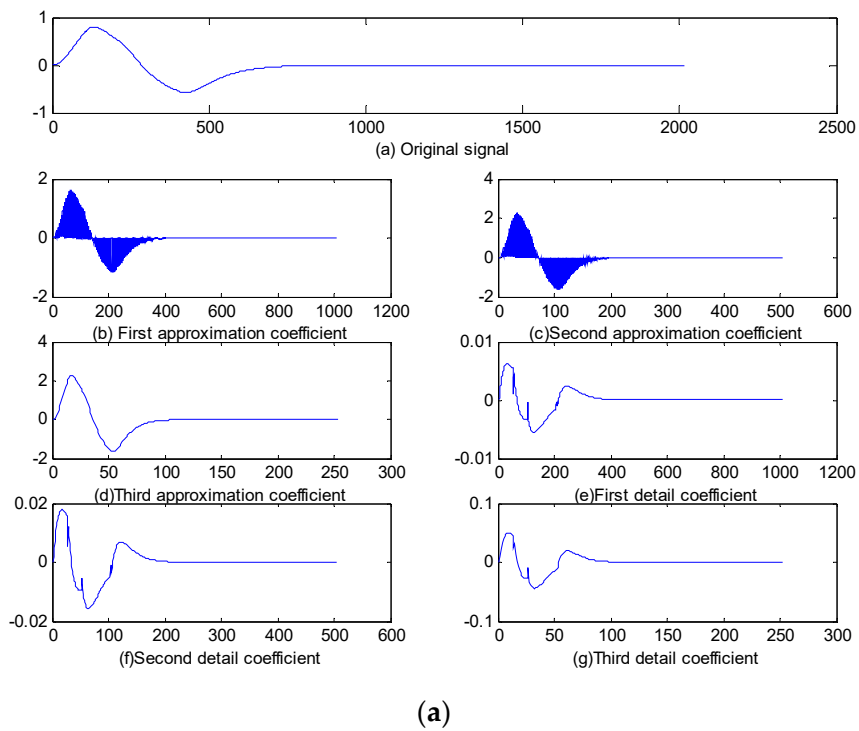 1
0
-1
0 500 1000 1500 2000 2500
(a) Original signal
2
0
-2
0 200 400 600 800 1000 1200
(b) First approximation coefficient
4
2
0
-2
0 100 200 300 400 500 600
(c)Second approximation coefficient
4
2
0
-2
0 50 100 150 200 250 300
(d)Third approximation coefficient
0.01
0
-0.01
0 200 400 600 800 1000 1200
(e)First detail coefficient
0.02
0
-0.02
0 100 200 300 400 500 600
(f)Second detail coefficient
0.1
0
-0.1
0 50 100 150 200 250 300
(g)Third detail coefficient
(a)